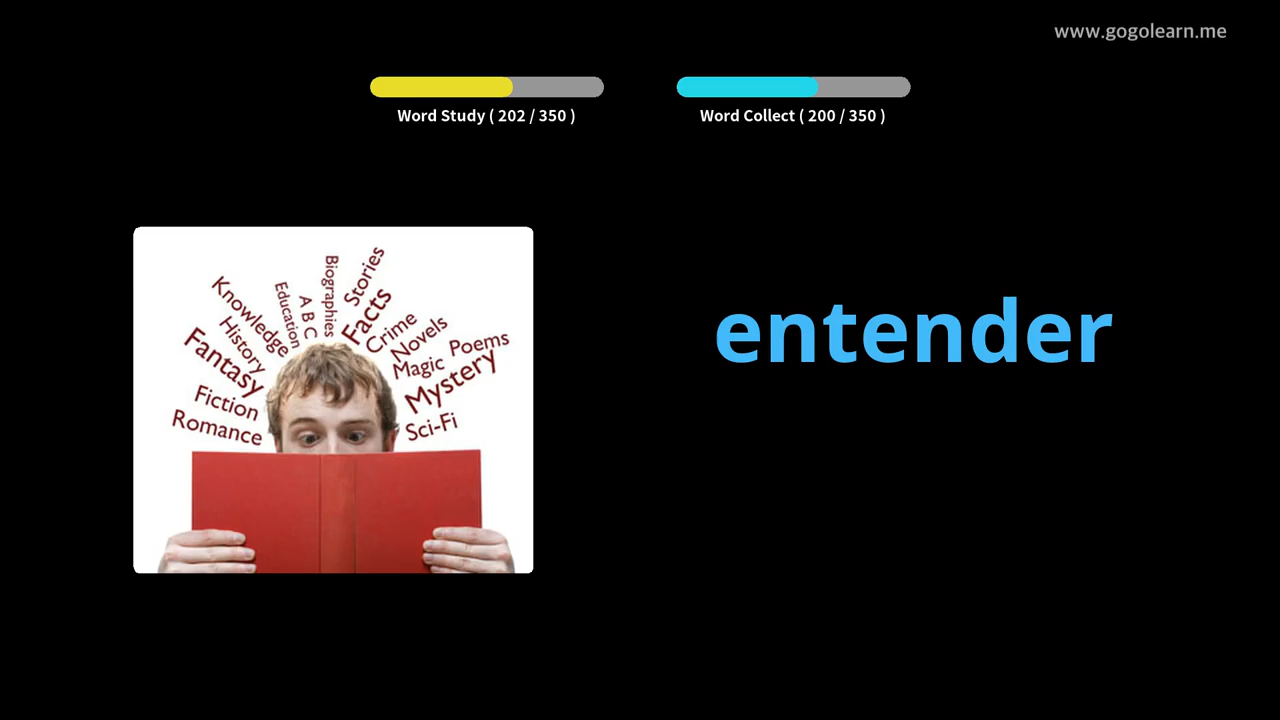 www.gogolearn.me
Word Study ( 202 / 350 )
Word Collect ( 200 / 350 )
Biographies
Stories
Education
A B C
Facts
Knowledge
History
Crime
Novels
Poems
Fantasy
Magic
Mystery
Fiction
Romance
Sci-Fi
entender